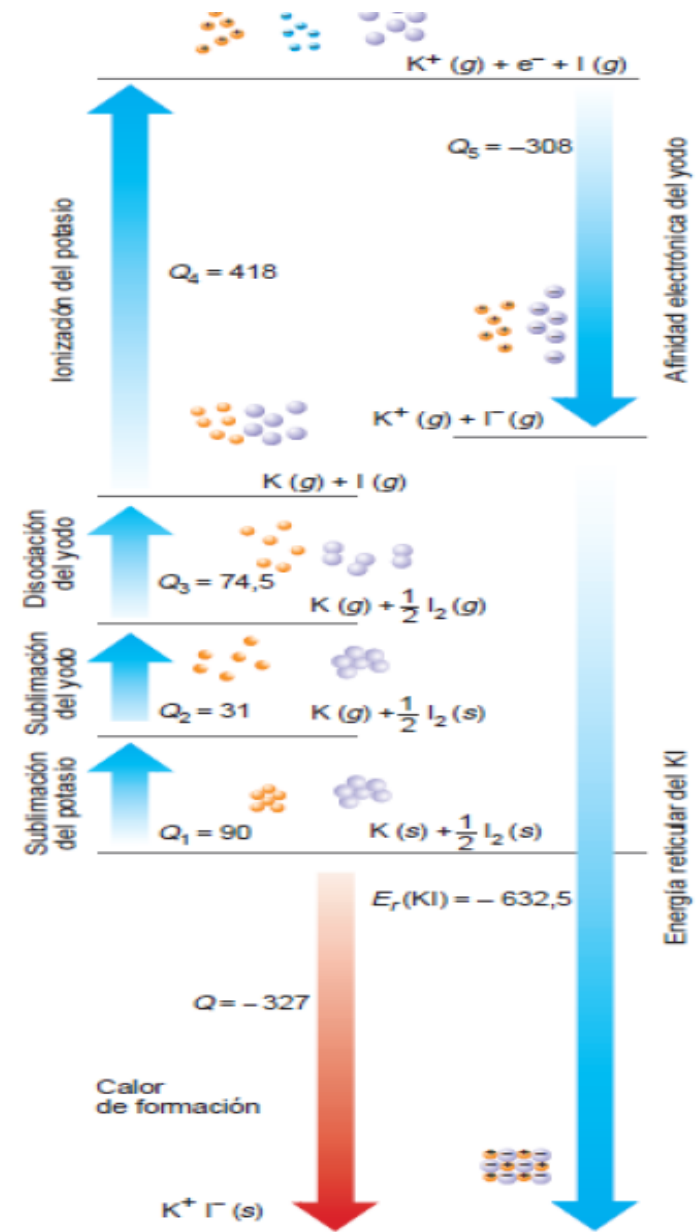 K⁺ (g) + e⁻ + I (g)
Q₅ = –308
Afinidad electrónica del yodo
Ionización del potasio
Q₄ = 418
K⁺ (g) + I⁻ (g)
K (g) + I (g)
Disociación
del yodo
Q₃ = 74,5
K (g) + ½ I₂ (g)
Sublimación
del yodo
Q₂ = 31
K (g) + ½ I₂ (s)
Sublimación
del potasio
Q₁ = 90
K (s) + ½ I₂ (s)
Energía reticular del KI
Eᵣ (KI) = – 632,5
Q = – 327
Calor
de formación
K⁺ I⁻ (s)